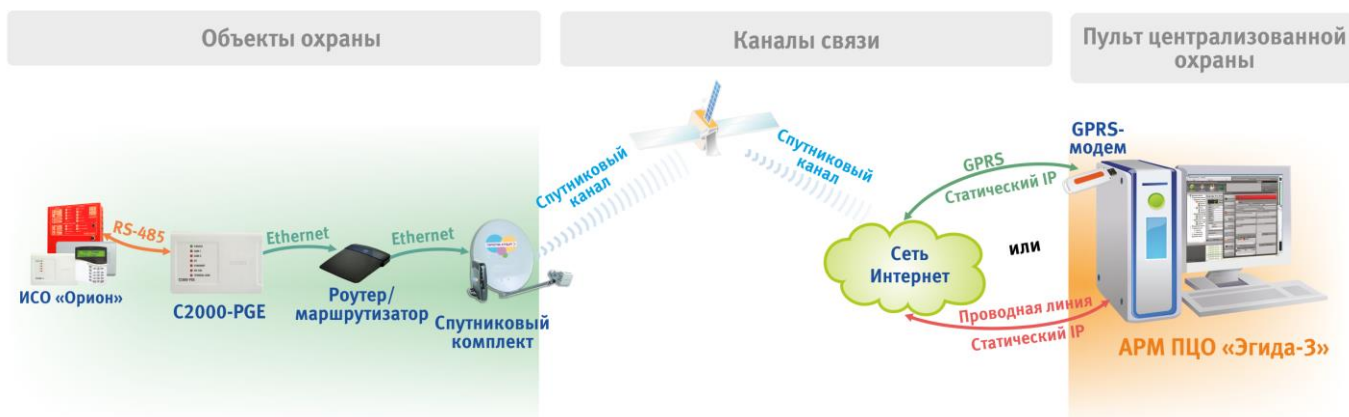 Объекты охраны
Каналы связи
Пульт централизованной
охраны
ИСО «Орион»
RS-485
С2000-PGE
Ethernet
Роутер/
маршрутизатор
Ethernet
Спутниковый
комплект
Спутниковый
канал
Спутниковый
канал
Сеть
Интернет
GPRS
Статический IP
или
Проводная линия
Статический IP
GPRS-
модем
АРМ ПЦО «Эгида-3»